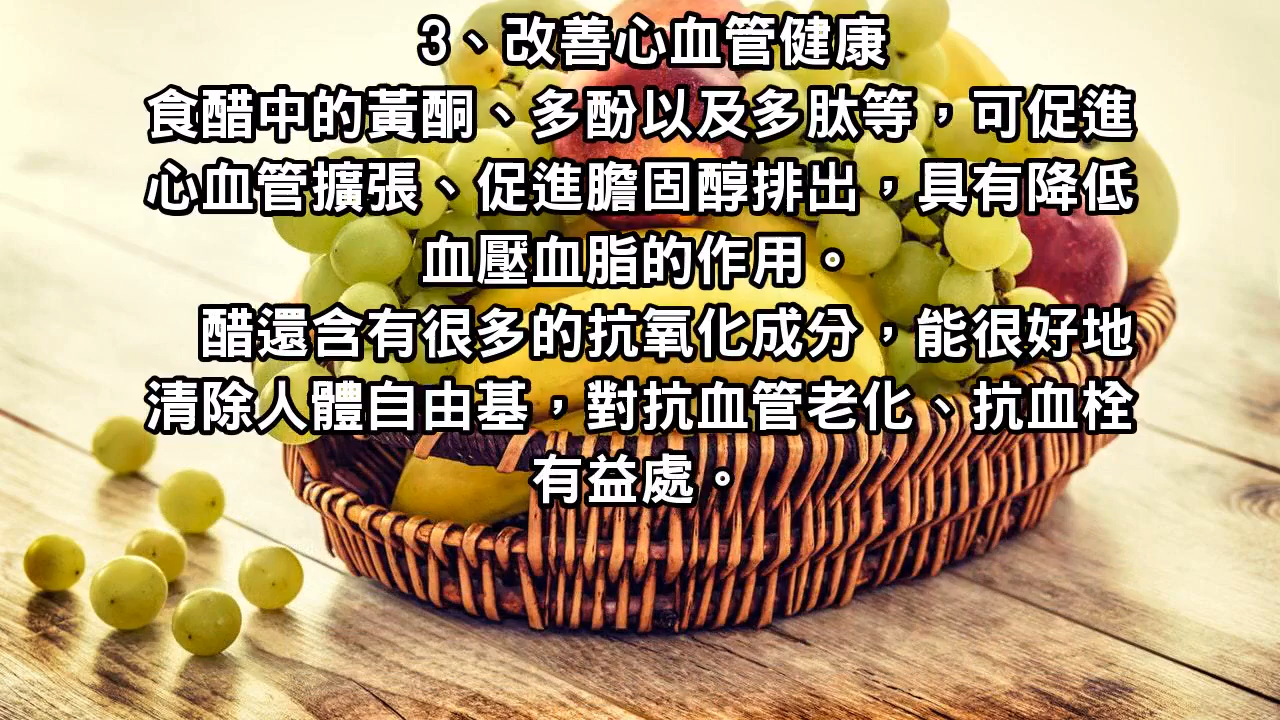 3、改善心血管健康
食醋中的黃酮、多酚以及多肽等，可促進
心血管擴張、促進膽固醇排出，具有降低
血壓血脂的作用。
醋還含有很多的抗氧化成分，能很好地
清除人體自由基，對抗血管老化、抗血栓
有益處。